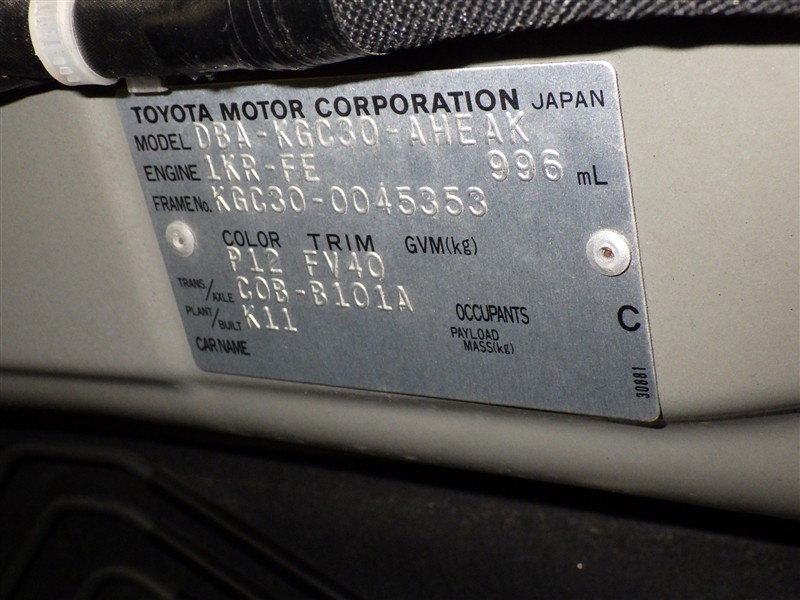 TOYOTA MOTOR CORPORATION JAPAN
MODEL DBA-KGC30-AHEAK
ENGINE 1KR-FE 996 mL
FRAME No. KGC30-0045353
COLOR TRIM GVM(kg)
P12 FV40
TRANS./AXLE C0B-B101A
PLANT/BUILT K11
OCCUPANTS
PAYLOAD
MASS(kg)
C
CAR NAME
30881